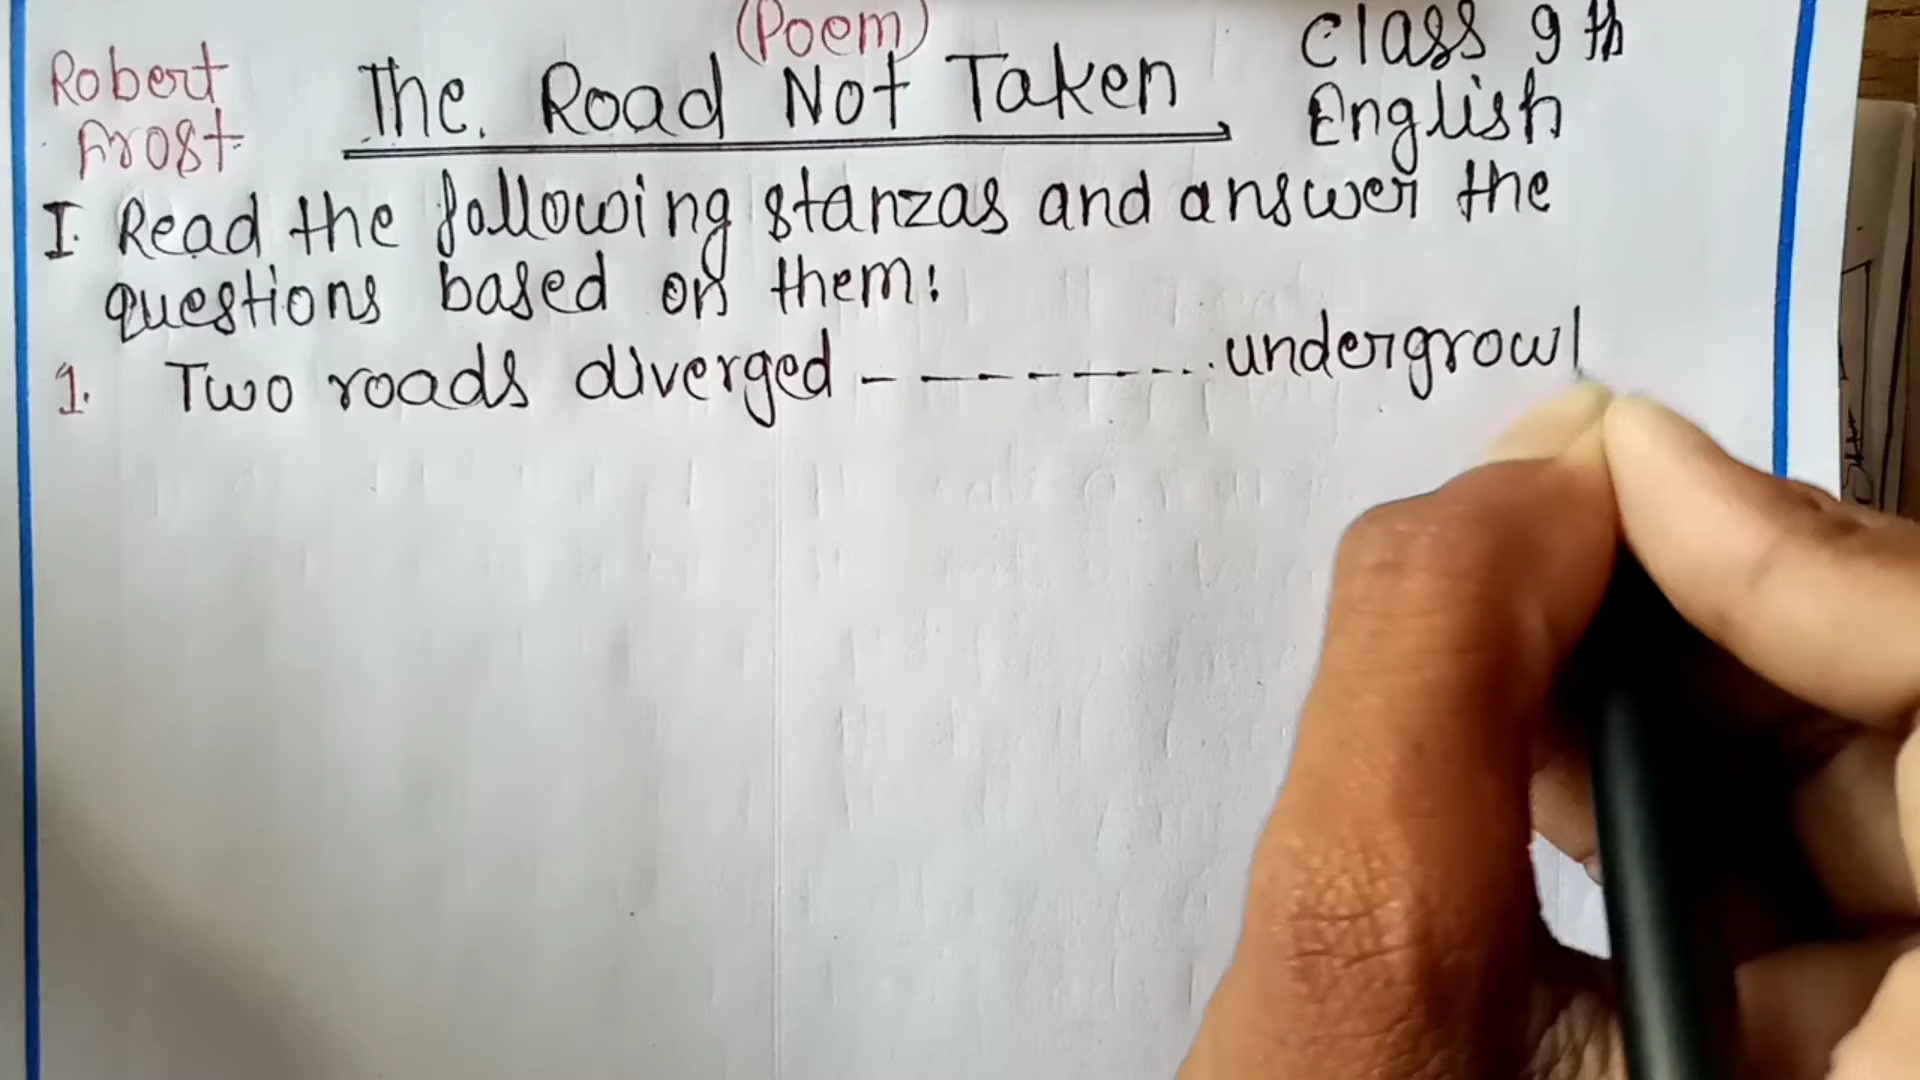 (Poem)
Class 9th
Robert
Frost
The Road Not Taken
English
I. Read the following stanzas and answer the
questions based on them:
1. Two roads diverged - - - - - - - ... undergrowl